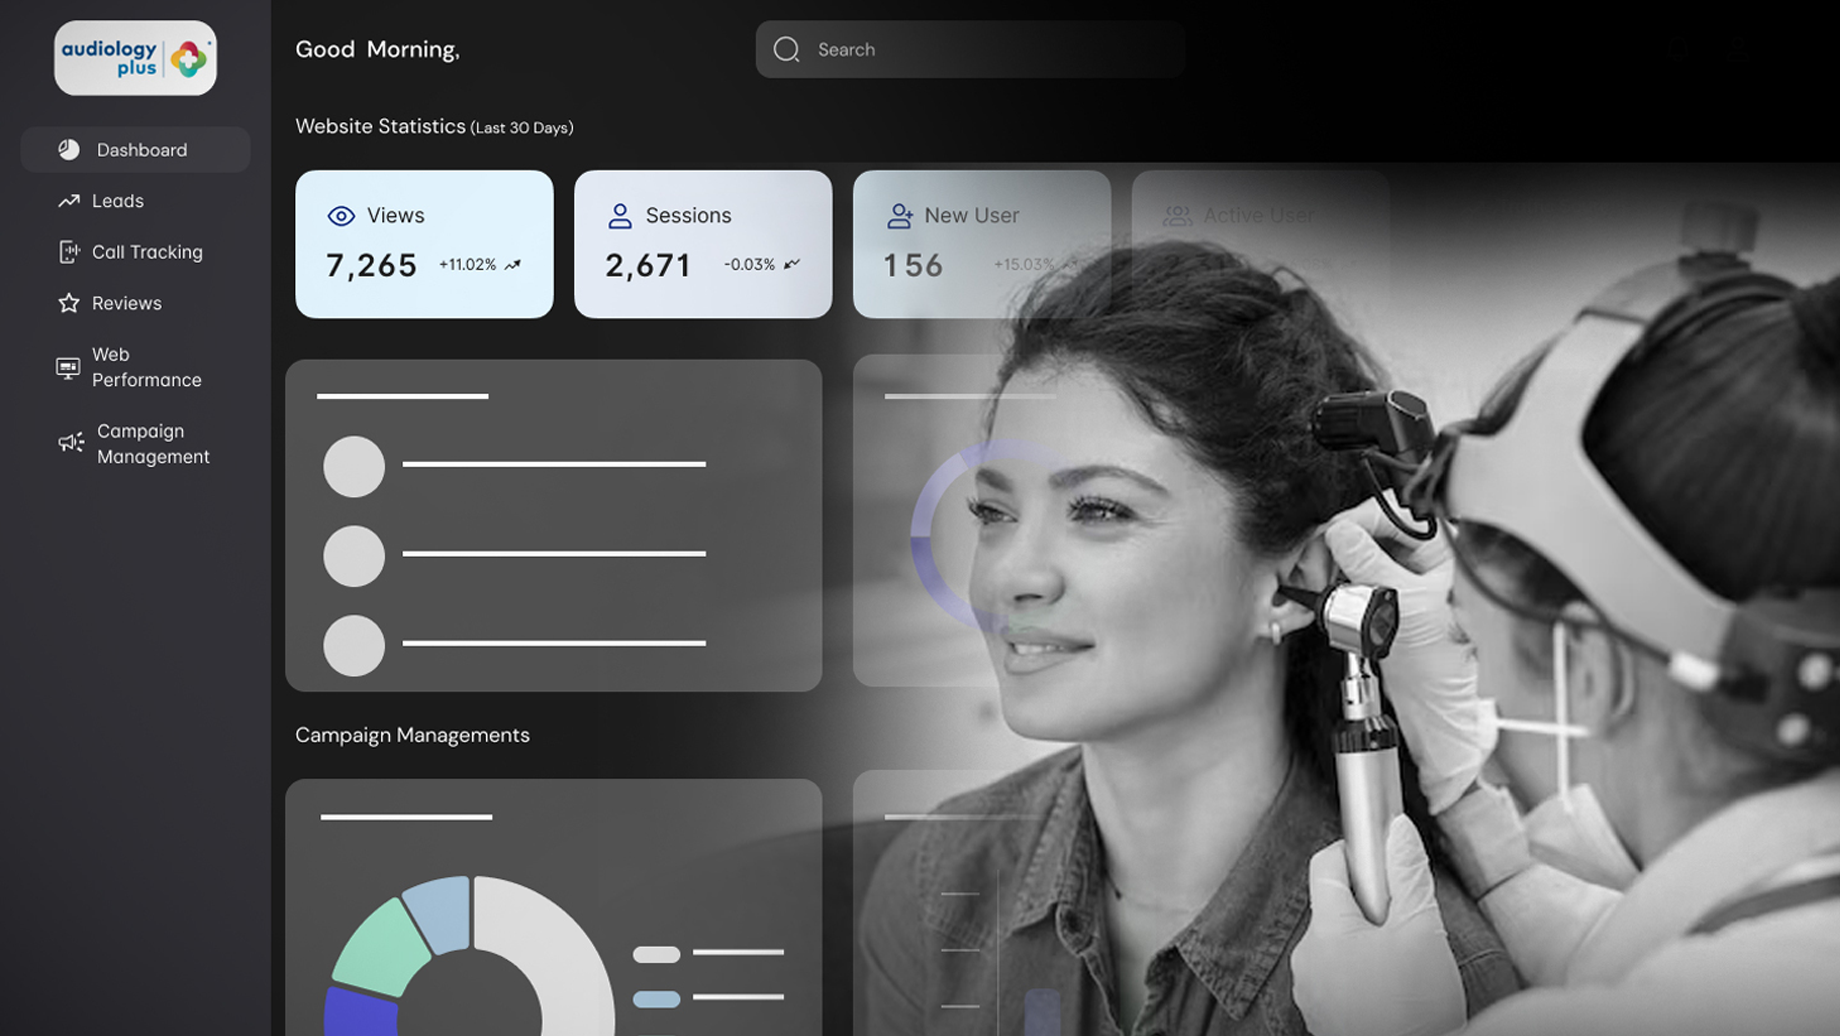 audiology
plus
Dashboard
Leads
Call Tracking
Reviews
Web
Performance
Campaign
Management
Good Morning,
Search
Website Statistics (Last 30 Days)
Views
7,265 +11.02%
Sessions
2,671 -0.03%
New User
156 +15.03%
Active User
Campaign Managements